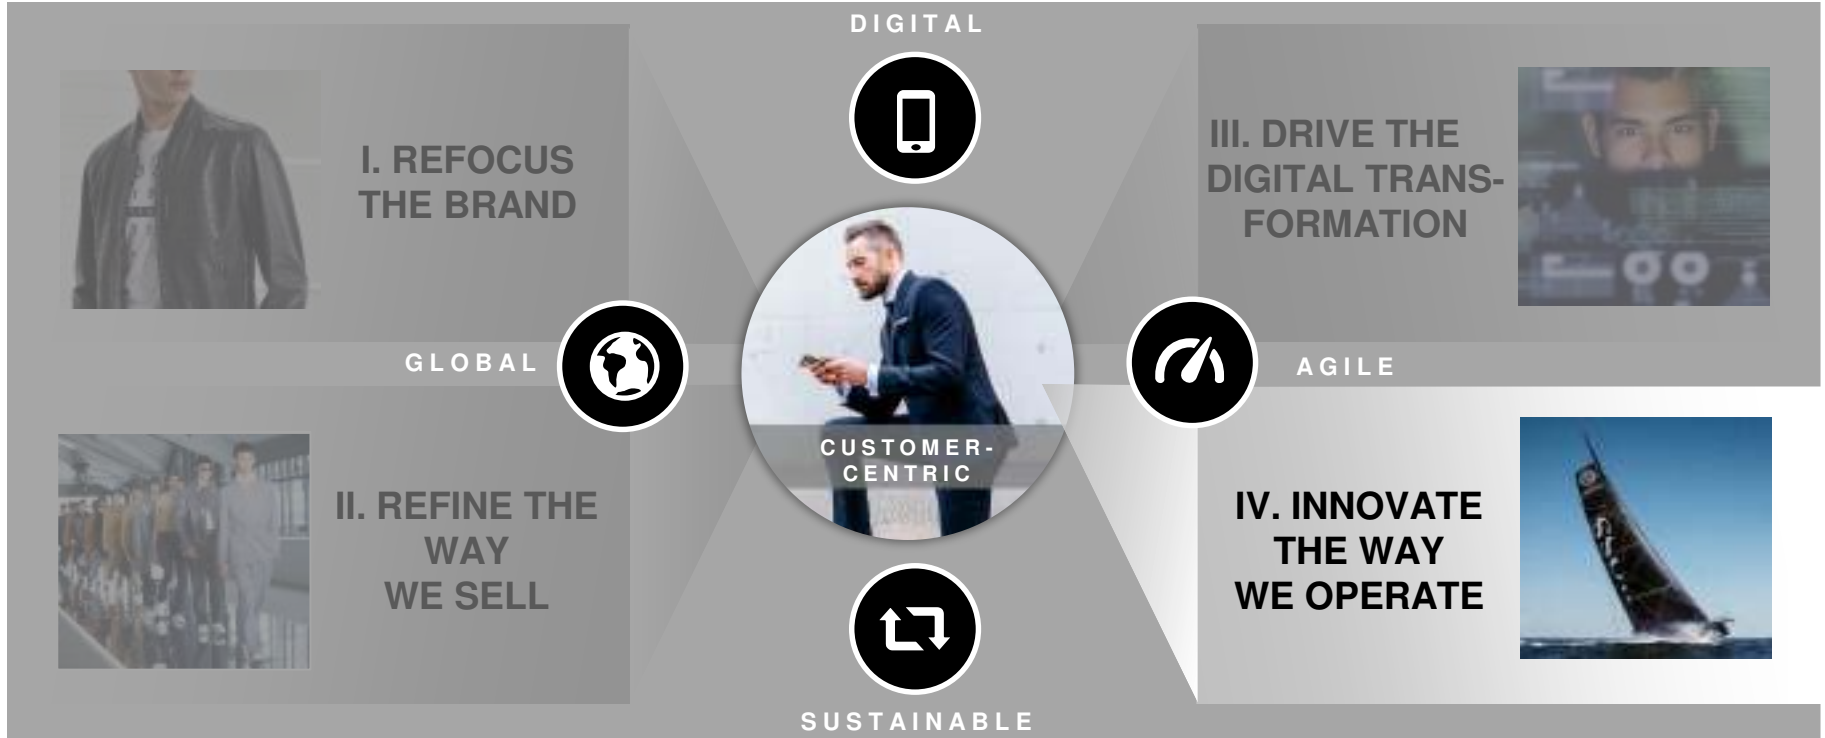 DIGITAL
I. REFOCUS
THE BRAND
III. DRIVE THE
DIGITAL TRANS-
FORMATION
GLOBAL
AGILE
CUSTOMER-
CENTRIC
II. REFINE THE
WAY
WE SELL
IV. INNOVATE
THE WAY
WE OPERATE
SUSTAINABLE